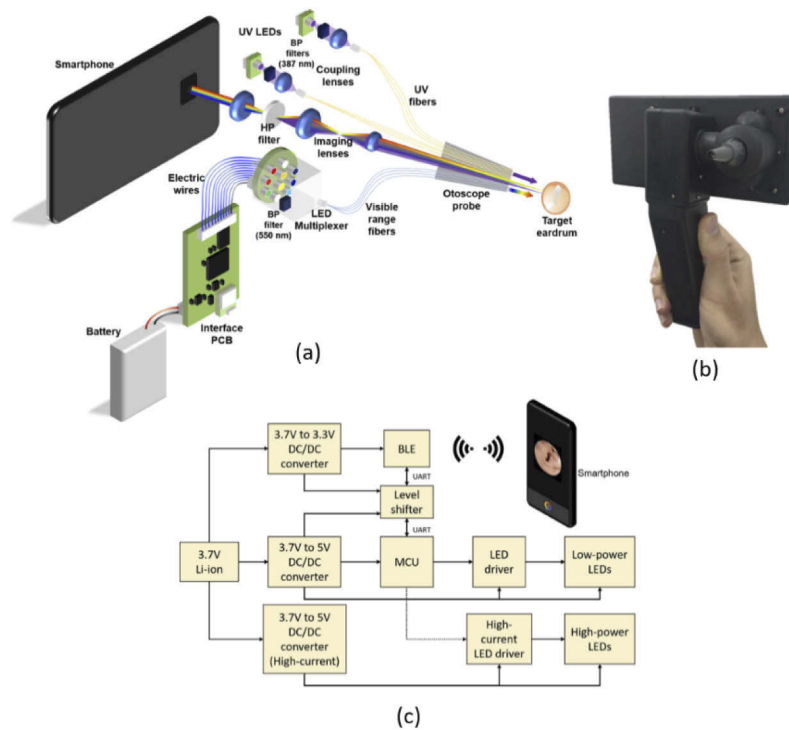 UV LEDs
BP
filters
(387 nm)
Smartphone
Coupling
lenses
UV
fibers
HP
filter
Imaging
lenses
Electric
wires
BP
filter
(550 nm)
LED
Multiplexer
Visible
range
fibers
Otoscope
probe
Target
eardrum
Battery
Interface
PCB
(a)
(b)
3.7V to 3.3V
DC/DC
converter
BLE
UART
Smartphone
Level
shifter
UART
3.7V
Li-ion
3.7V to 5V
DC/DC
converter
MCU
LED
driver
Low-power
LEDs
3.7V to 5V
DC/DC
converter
(High-current)
High-
current
LED driver
High-power
LEDs
(c)